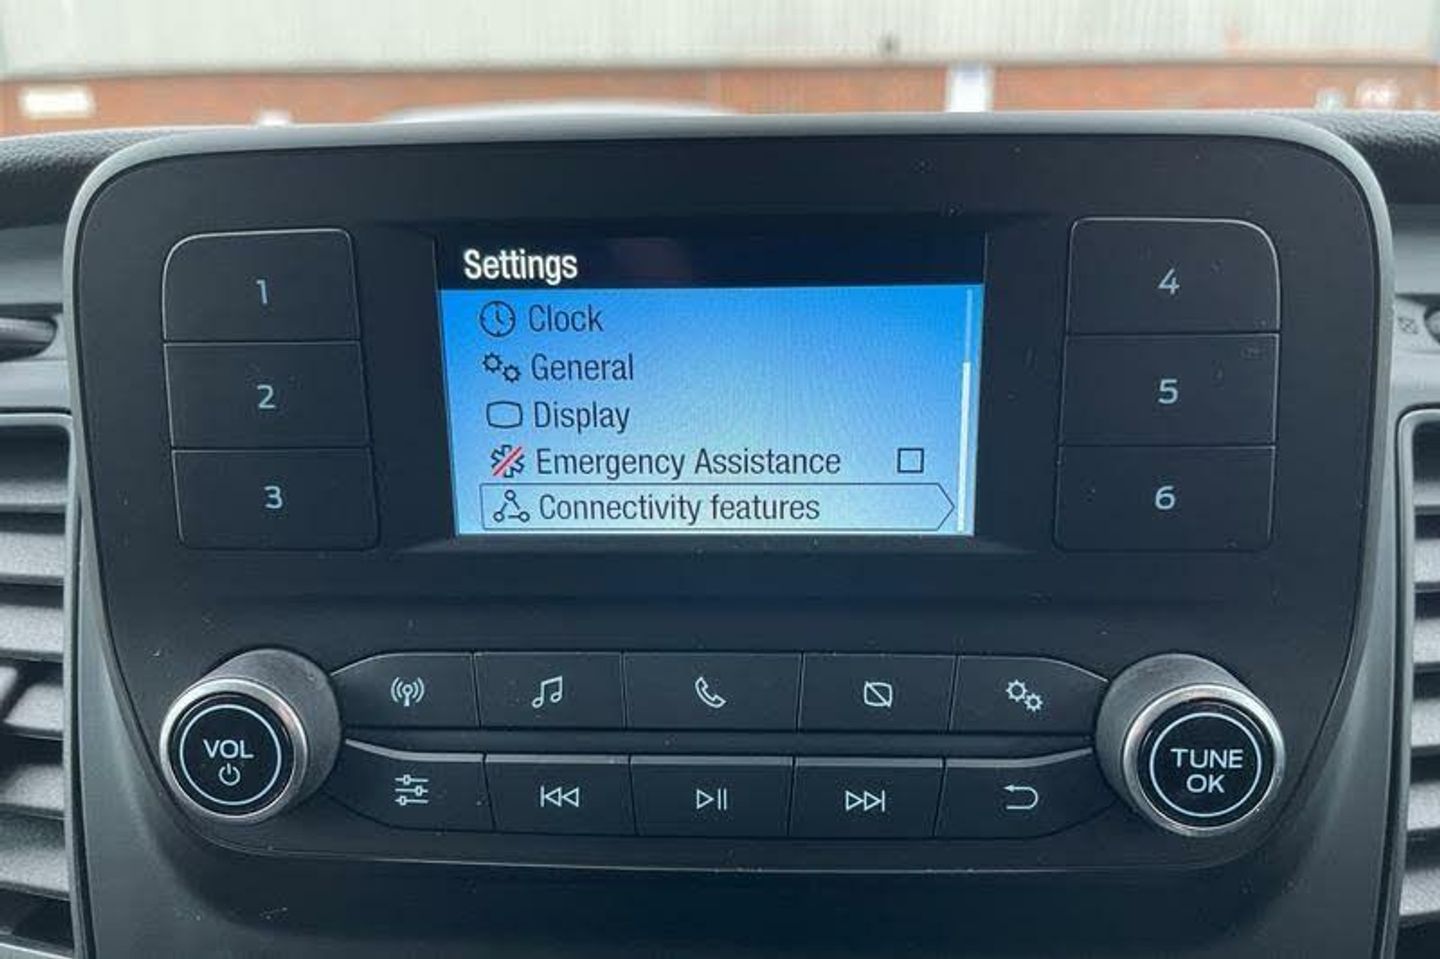 Settings
Clock
General
Display
Emergency Assistance
Connectivity features
1
2
3
4
5
6
VOL
TUNE
OK